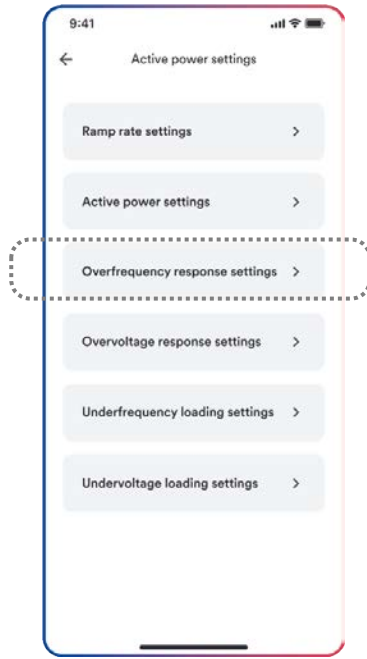 9:41
Active power settings
Ramp rate settings
Active power settings
Overfrequency response settings
Overvoltage response settings
Underfrequency loading settings
Undervoltage loading settings